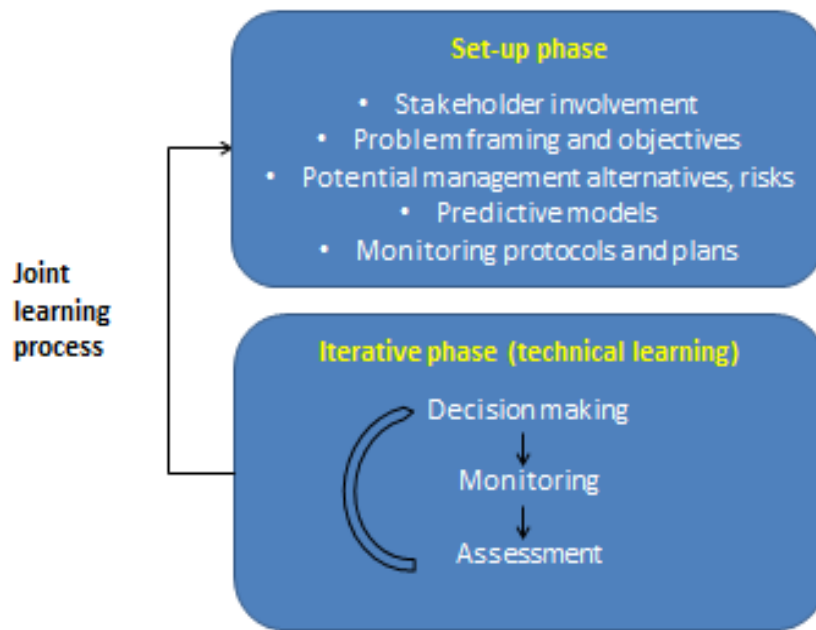 Set-up phase
• Stakeholder involvement
• Problem framing and objectives
• Potential management alternatives, risks
• Predictive models
• Monitoring protocols and plans
Joint
learning
process
Iterative phase (technical learning)
Decision making
Monitoring
Assessment